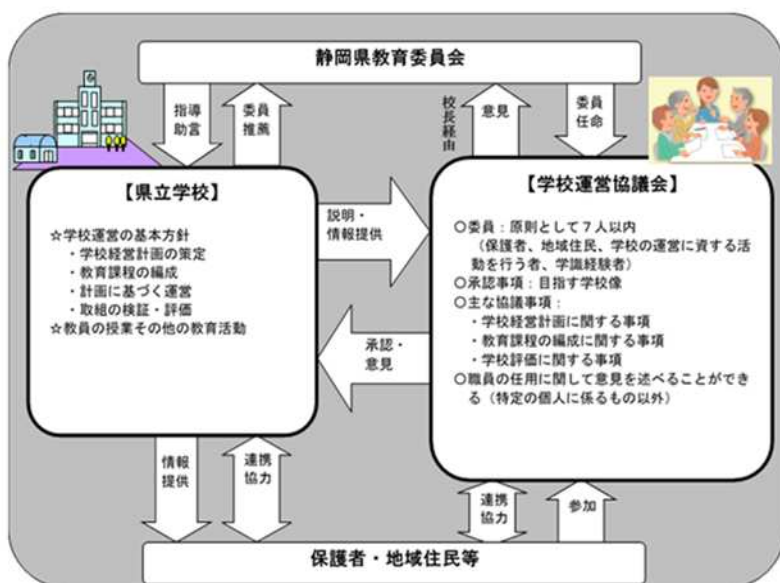 静岡県教育委員会
指導
助言
委員
推薦
校長経由
意見
委員
任命
【県立学校】
☆学校運営の基本方針
・学校経営計画の策定
・教育課程の編成
・計画に基づく運営
・取組の検証・評価
☆教員の授業その他の教育活動
説明・
情報提供
承認・
意見
【学校運営協議会】
○委員:原則として7人以内
(保護者、地域住民、学校の運営に資する活
動を行う者、学識経験者)
○承認事項:目指す学校像
○主な協議事項:
・学校経営計画に関する事項
・教育課程の編成に関する事項
・学校評価に関する事項
○職員の任用に関して意見を述べることができ
る(特定の個人に係るもの以外)
情報
提供
連携
協力
連携
協力
参加
保護者・地域住民等